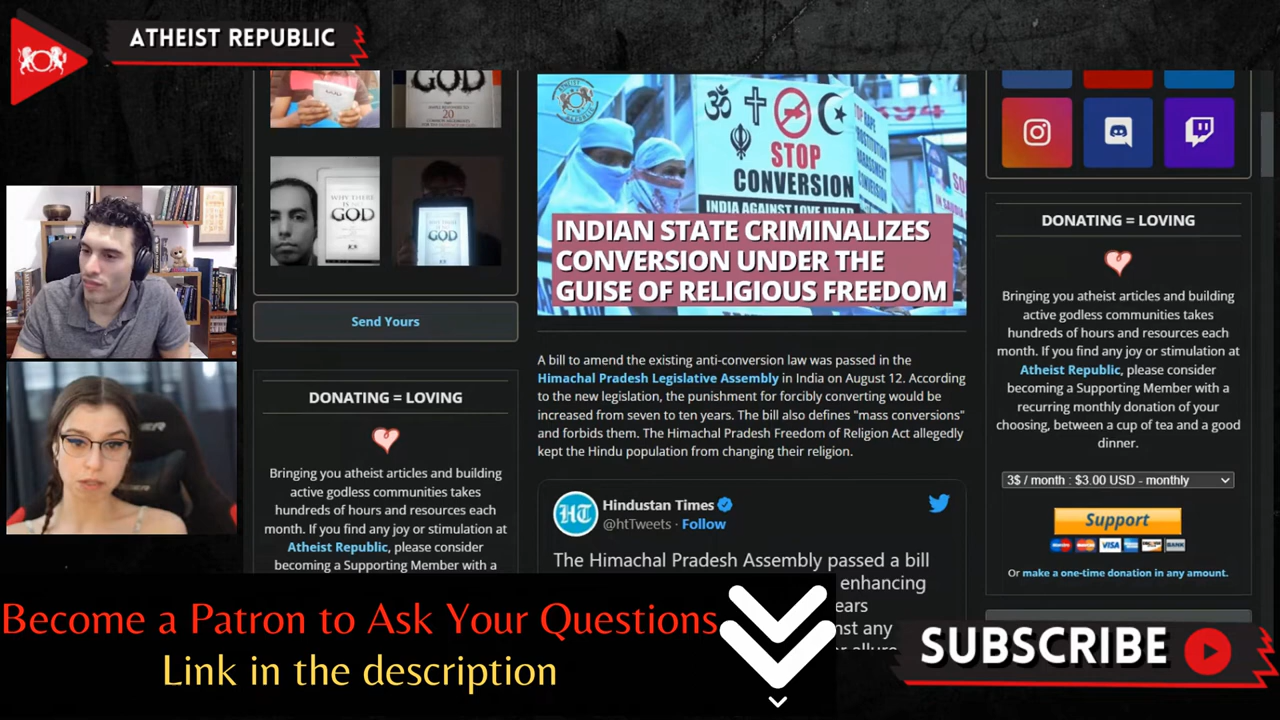 ATHEIST REPUBLIC
GOD
20
WHY THERE
IS
GOD
GOD
Send Yours
DONATING = LOVING
Bringing you atheist articles and building
active godless communities takes
hundreds of hours and resources each
month. If you find any joy or stimulation at
Atheist Republic, please consider
becoming a Supporting Member with a
STOP
CONVERSION
INDIA AGAINST LOVE JIHAD
INDIAN STATE CRIMINALIZES
CONVERSION UNDER THE
GUISE OF RELIGIOUS FREEDOM
A bill to amend the existing anti-conversion law was passed in the
Himachal Pradesh Legislative Assembly in India on August 12. According
to the new legislation, the punishment for forcibly converting would be
increased from seven to ten years. The bill also defines "mass conversions"
and forbids them. The Himachal Pradesh Freedom of Religion Act allegedly
kept the Hindu population from changing their religion.
Hindustan Times
@htTweets · Follow
HT
The Himachal Pradesh Assembly passed a bill
enhancing
any
DONATING = LOVING
Bringing you atheist articles and building
active godless communities takes
hundreds of hours and resources each
month. If you find any joy or stimulation at
Atheist Republic, please consider
becoming a Supporting Member with a
recurring monthly donation of your
choosing, between a cup of tea and a good
dinner.
3$ / month : $3.00 USD - monthly
Support
VISA
BANK
Or make a one-time donation in any amount.
Become a Patron to Ask Your Questions
Link in the description
SUBSCRIBE